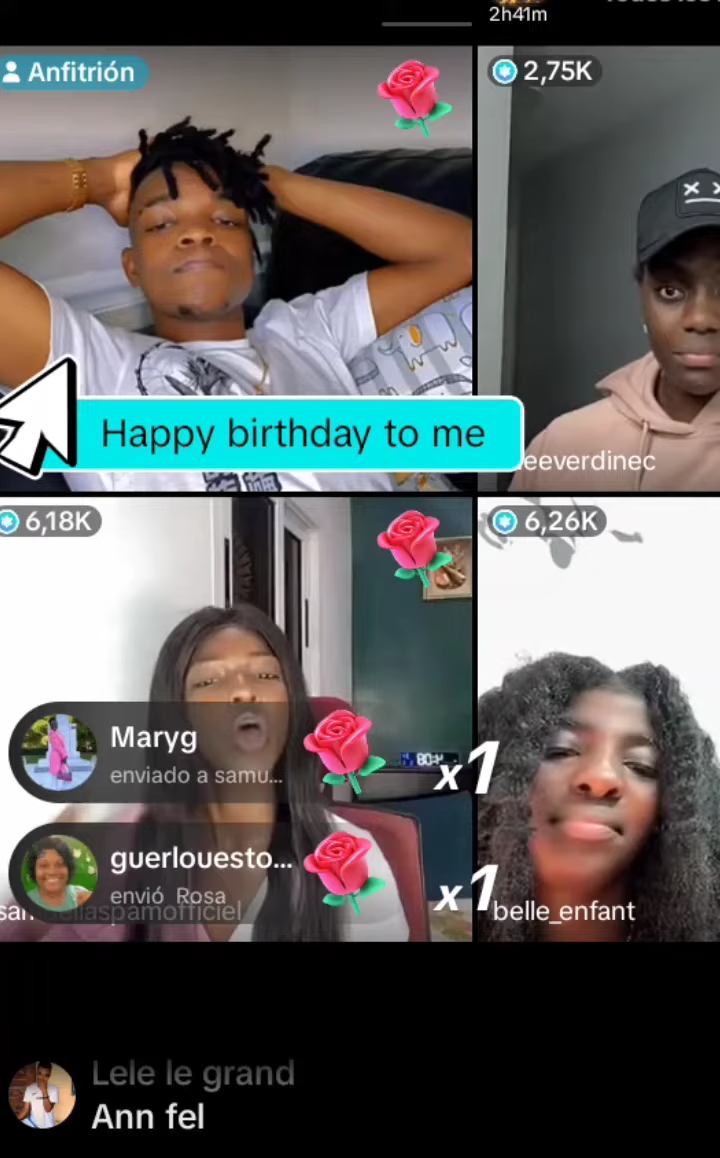 2h41m
Anfitrión
2,75K
Happy birthday to me
eeverdinec
6,18K
6,26K
Maryg
enviado a samu...
x1
guerlouesto...
envió Rosa
x1
belle_enfant
Lele le grand
Ann fel